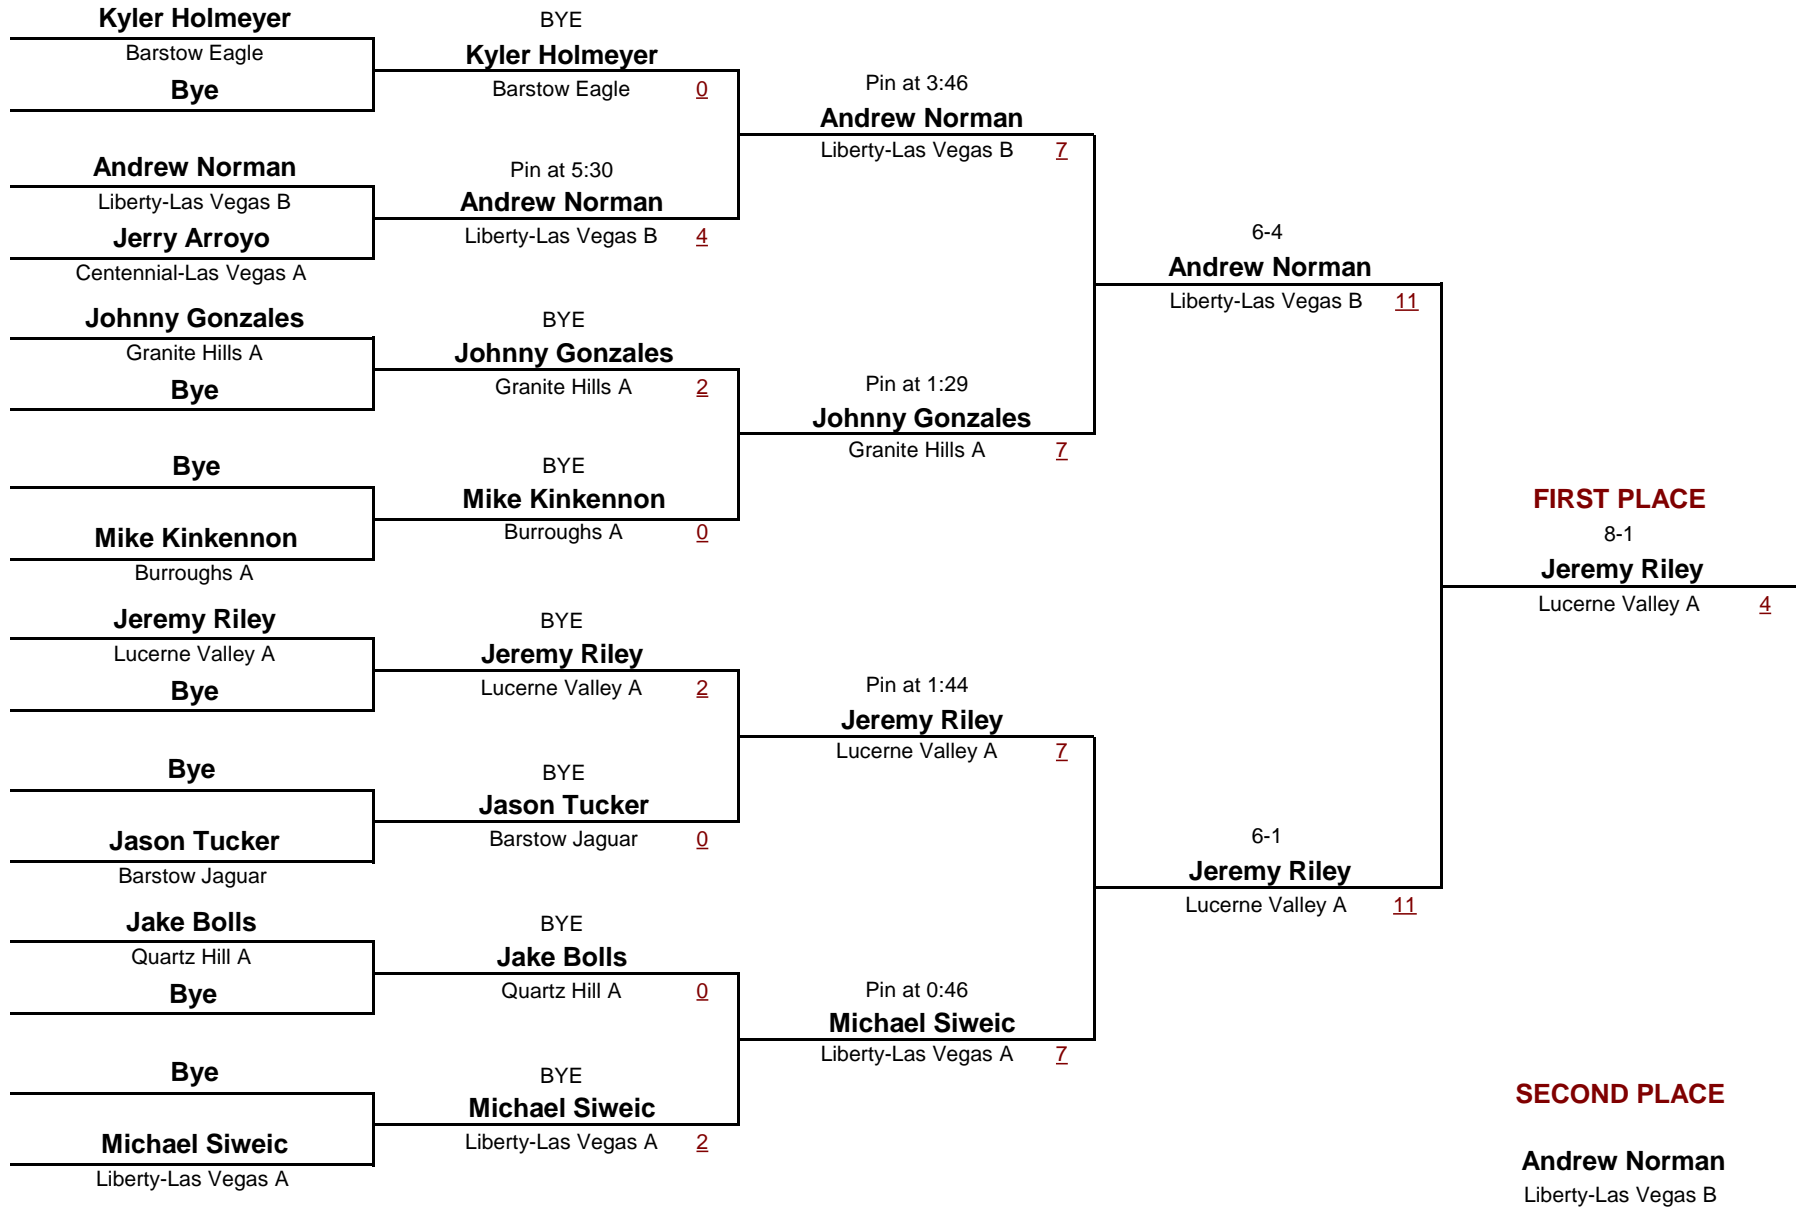 Kyler Holmeyer
Barstow Eagle
Bye
Andrew Norman
Liberty-Las Vegas B
Jerry Arroyo
Centennial-Las Vegas A
Johnny Gonzales
Granite Hills A
Bye
Bye
Mike Kinkennon
Burroughs A
Jeremy Riley
Lucerne Valley A
Bye
Bye
Jason Tucker
Barstow Jaguar
Jake Bolls
Quartz Hill A
Bye
Bye
Michael Siweic
Liberty-Las Vegas A
BYE
Kyler Holmeyer
Barstow Eagle 0
Pin at 5:30
Andrew Norman
Liberty-Las Vegas B 4
BYE
Johnny Gonzales
Granite Hills A 2
BYE
Mike Kinkennon
Burroughs A 0
BYE
Jeremy Riley
Lucerne Valley A 2
BYE
Jason Tucker
Barstow Jaguar 0
BYE
Jake Bolls
Quartz Hill A 0
BYE
Michael Siweic
Liberty-Las Vegas A 2
Pin at 3:46
Andrew Norman
Liberty-Las Vegas B 7
Pin at 1:29
Johnny Gonzales
Granite Hills A 7
Pin at 1:44
Jeremy Riley
Lucerne Valley A 7
Pin at 0:46
Michael Siweic
Liberty-Las Vegas A 7
6-4
Andrew Norman
Liberty-Las Vegas B 11
6-1
Jeremy Riley
Lucerne Valley A 11
FIRST PLACE
8-1
Jeremy Riley
Lucerne Valley A 4
SECOND PLACE
Andrew Norman
Liberty-Las Vegas B